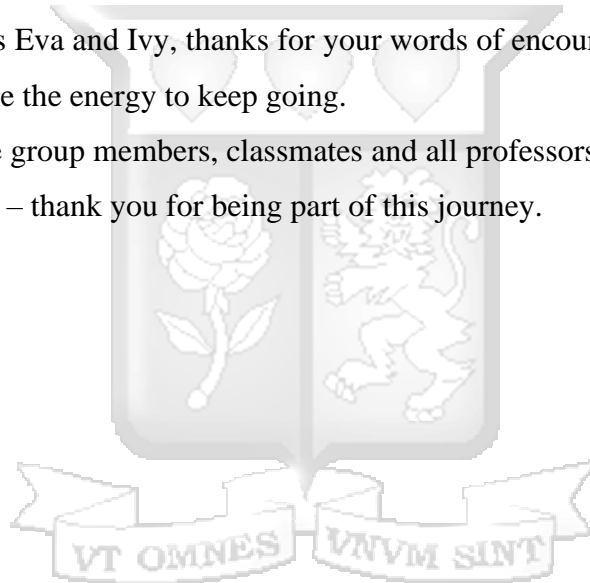 s Eva and Ivy, thanks for your words of encour
e the energy to keep going.
e group members, classmates and all professors
– thank you for being part of this journey.
VT OMNES VNVM SINT